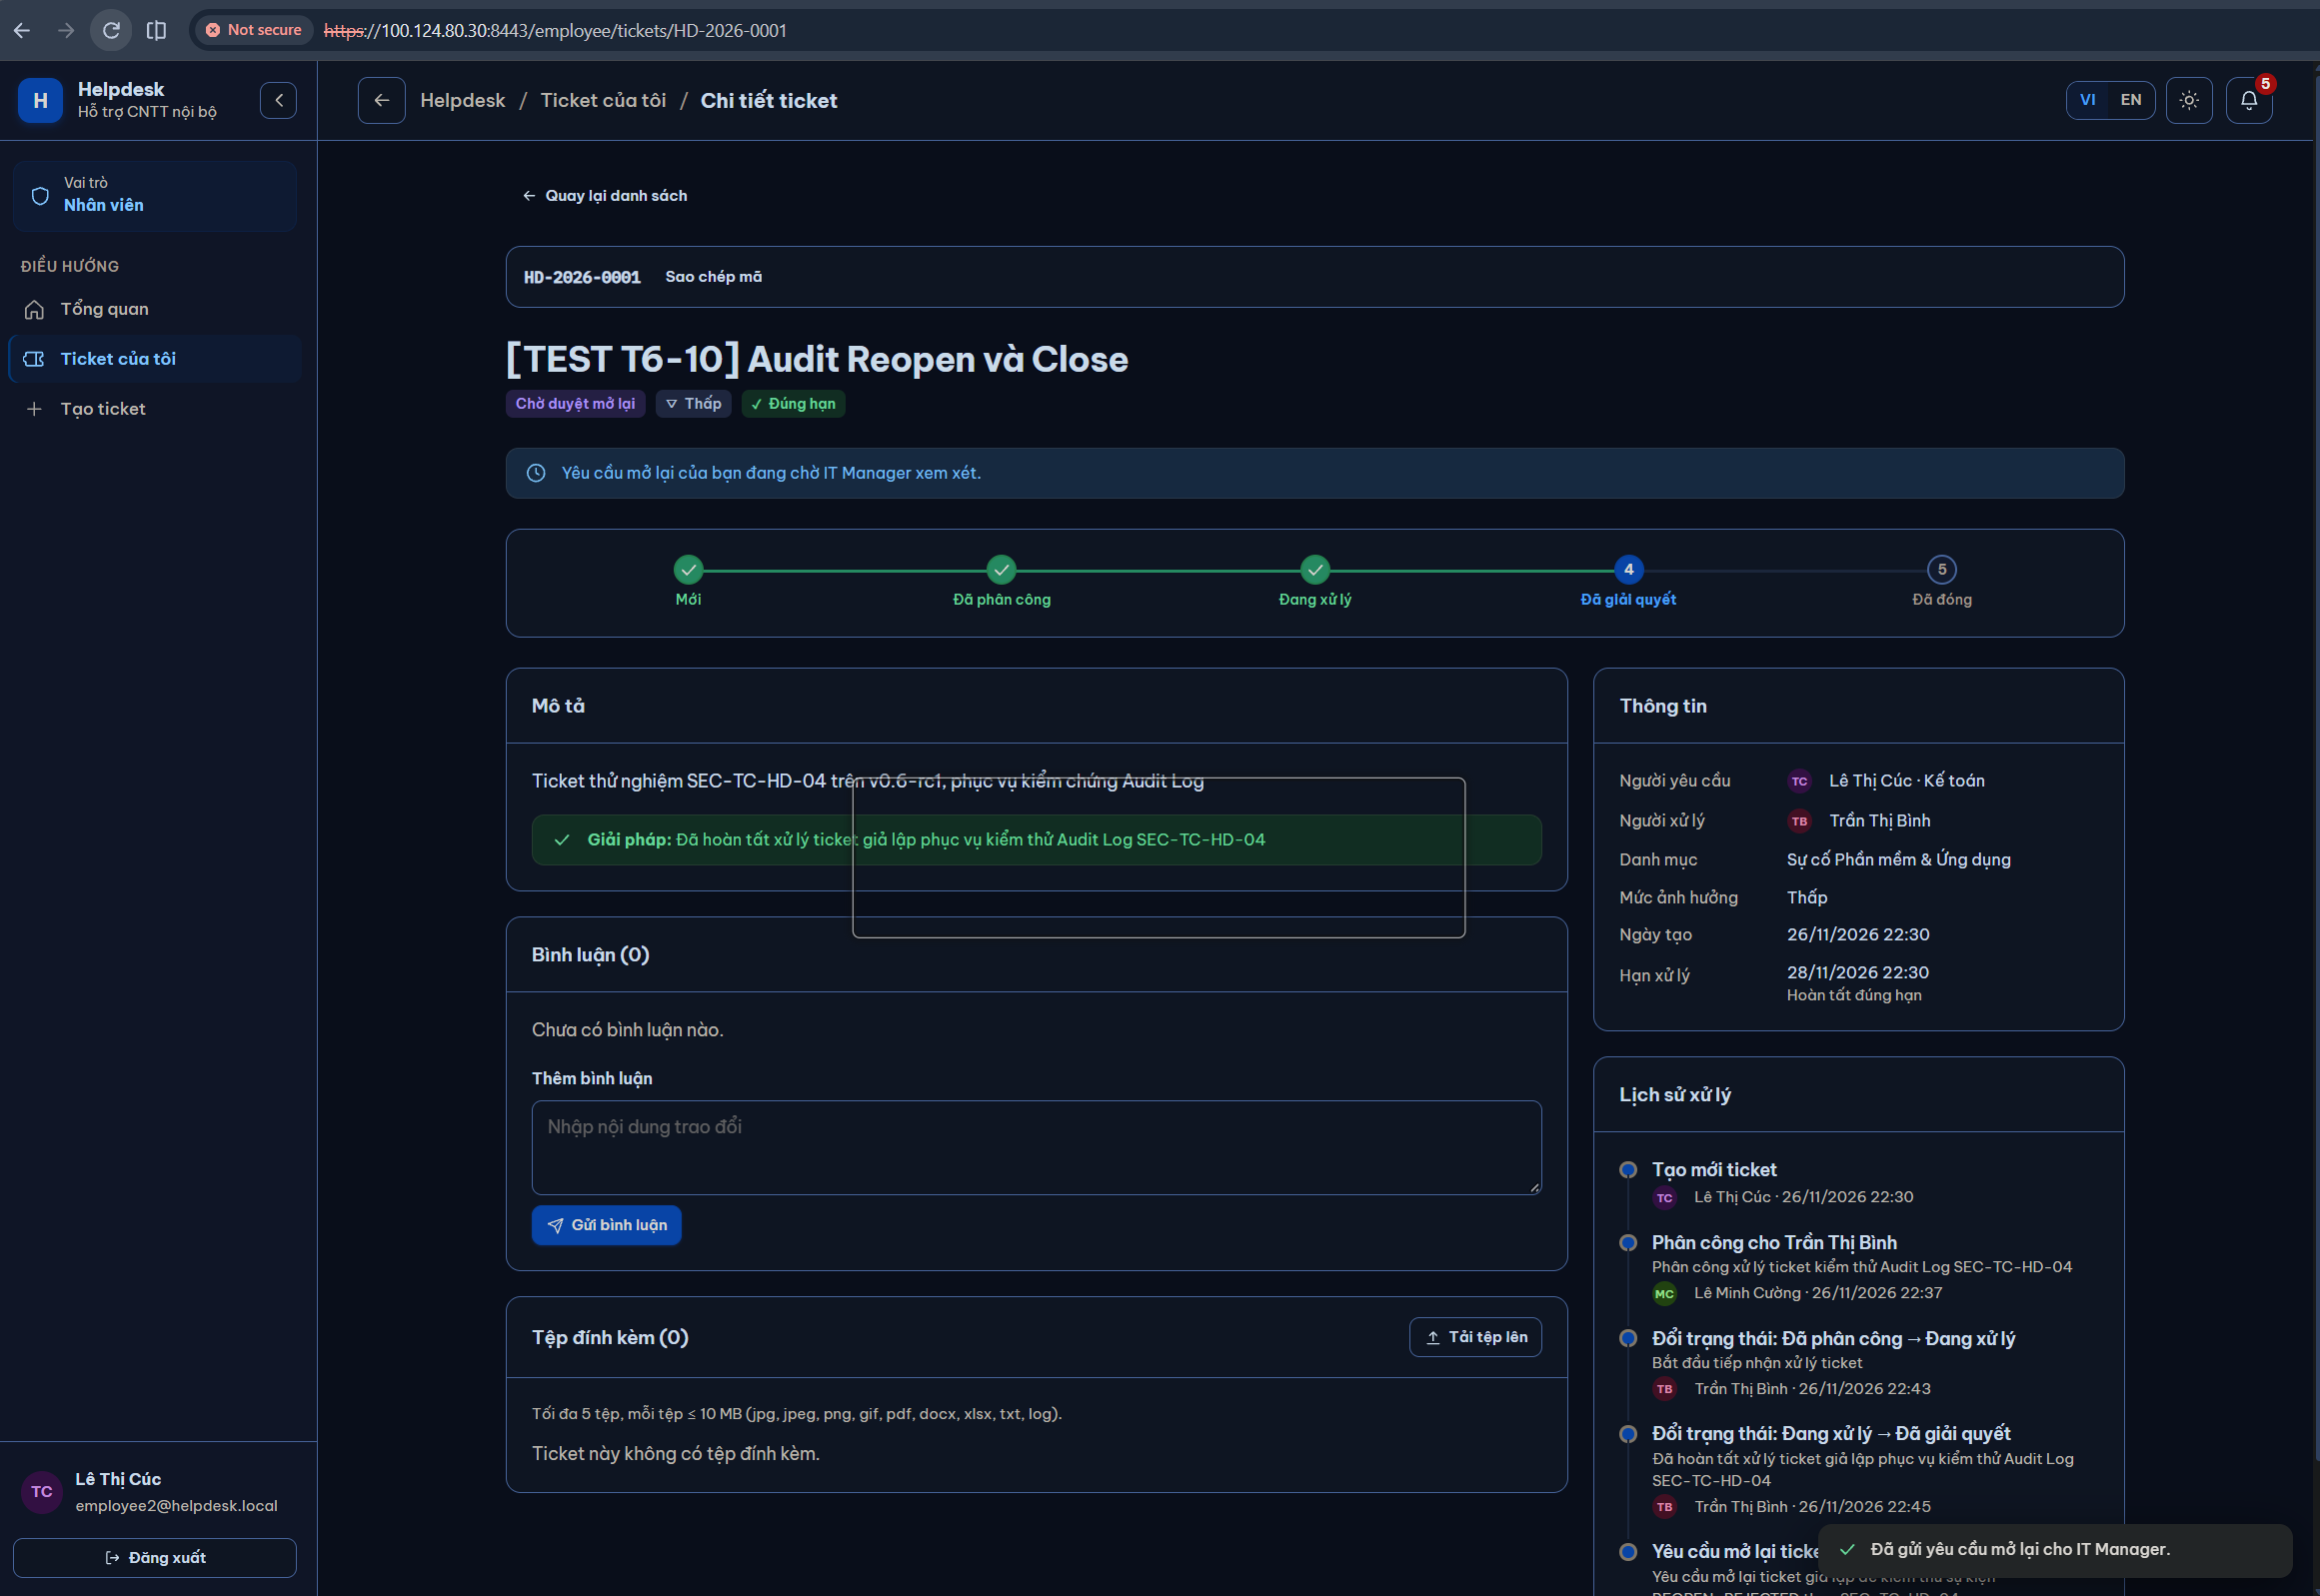 Not secure
https://100.124.80.30:8443/employee/tickets/HD-2026-0001
H
Helpdesk
Hỗ trợ CNTT nội bộ
Helpdesk / Ticket của tôi / Chi tiết ticket
VI EN
5
Vai trò
Nhân viên
ĐIỀU HƯỚNG
Tổng quan
Ticket của tôi
Tạo ticket
Quay lại danh sách
HD-2026-0001 Sao chép mã
[TEST T6-10] Audit Reopen và Close
Chờ duyệt mở lại Thấp Đúng hạn
Yêu cầu mở lại của bạn đang chờ IT Manager xem xét.
4 5
Mới Đã phân công Đang xử lý Đã giải quyết Đã đóng
Mô tả
Ticket thử nghiệm SEC-TC-HD-04 trên v0.6-rc1, phục vụ kiểm chứng Audit Log
Giải pháp: Đã hoàn tất xử lý ticket giả lập phục vụ kiểm thử Audit Log SEC-TC-HD-04
Bình luận (0)
Chưa có bình luận nào.
Thêm bình luận
Nhập nội dung trao đổi
Gửi bình luận
Tệp đính kèm (0)
Tải tệp lên
Tối đa 5 tệp, mỗi tệp ≤ 10 MB (jpg, jpeg, png, gif, pdf, docx, xlsx, txt, log).
Ticket này không có tệp đính kèm.
Thông tin
Người yêu cầu TC Lê Thị Cúc · Kế toán
Người xử lý TB Trần Thị Bình
Danh mục Sự cố Phần mềm & Ứng dụng
Mức ảnh hưởng Thấp
Ngày tạo 26/11/2026 22:30
Hạn xử lý 28/11/2026 22:30
Hoàn tất đúng hạn
Lịch sử xử lý
Tạo mới ticket
TC Lê Thị Cúc · 26/11/2026 22:30
Phân công cho Trần Thị Bình
Phân công xử lý ticket kiểm thử Audit Log SEC-TC-HD-04
MC Lê Minh Cường · 26/11/2026 22:37
Đổi trạng thái: Đã phân công → Đang xử lý
Bắt đầu tiếp nhận xử lý ticket
TB Trần Thị Bình · 26/11/2026 22:43
Đổi trạng thái: Đang xử lý → Đã giải quyết
Đã hoàn tất xử lý ticket giả lập phục vụ kiểm thử Audit Log
SEC-TC-HD-04
TB Trần Thị Bình · 26/11/2026 22:45
Yêu cầu mở lại
Yêu cầu mở lại ticket
Đã gửi yêu cầu mở lại cho IT Manager.
TC
Lê Thị Cúc
employee2@helpdesk.local
Đăng xuất